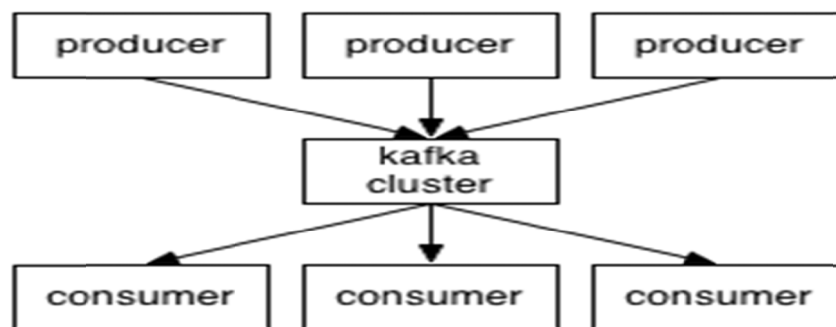 producer producer producer
kafka
cluster
consumer consumer consumer